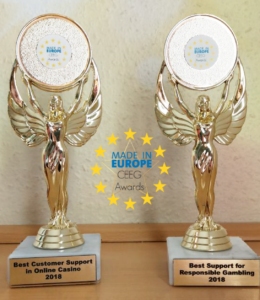 MADE IN
EUROPE
CEEG
Awards
Best Customer Support
in Online Casino
2018
Best Support for
Responsible Gambling
2018